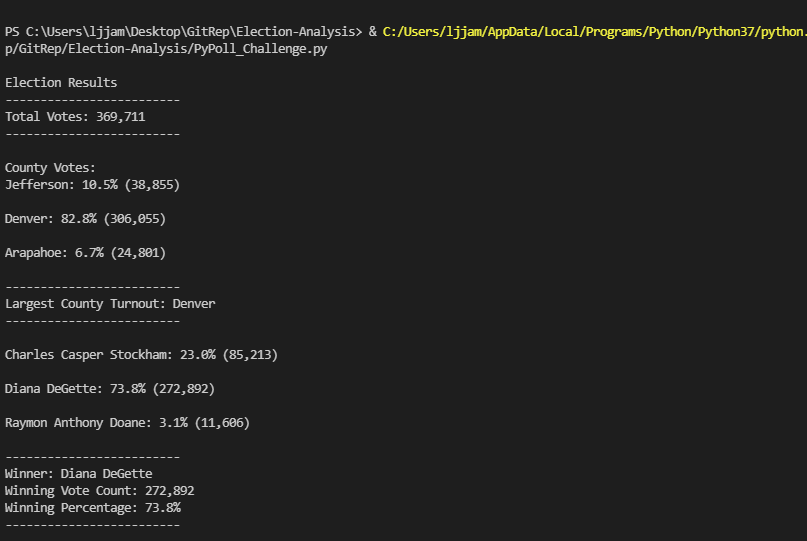 PS C:\Users\ljjam\Desktop\GitRep\Election-Analysis> & C:/Users/ljjam/AppData/Local/Programs/Python/Python37/python.
p/GitRep/Election-Analysis/PyPoll_Challenge.py
Election Results
-------------------------
Total Votes: 369,711
-------------------------
County Votes:
Jefferson: 10.5% (38,855)
Denver: 82.8% (306,055)
Arapahoe: 6.7% (24,801)
-------------------------
Largest County Turnout: Denver
-------------------------
Charles Casper Stockham: 23.0% (85,213)
Diana DeGette: 73.8% (272,892)
Raymon Anthony Doane: 3.1% (11,606)
-------------------------
Winner: Diana DeGette
Winning Vote Count: 272,892
Winning Percentage: 73.8%
-------------------------